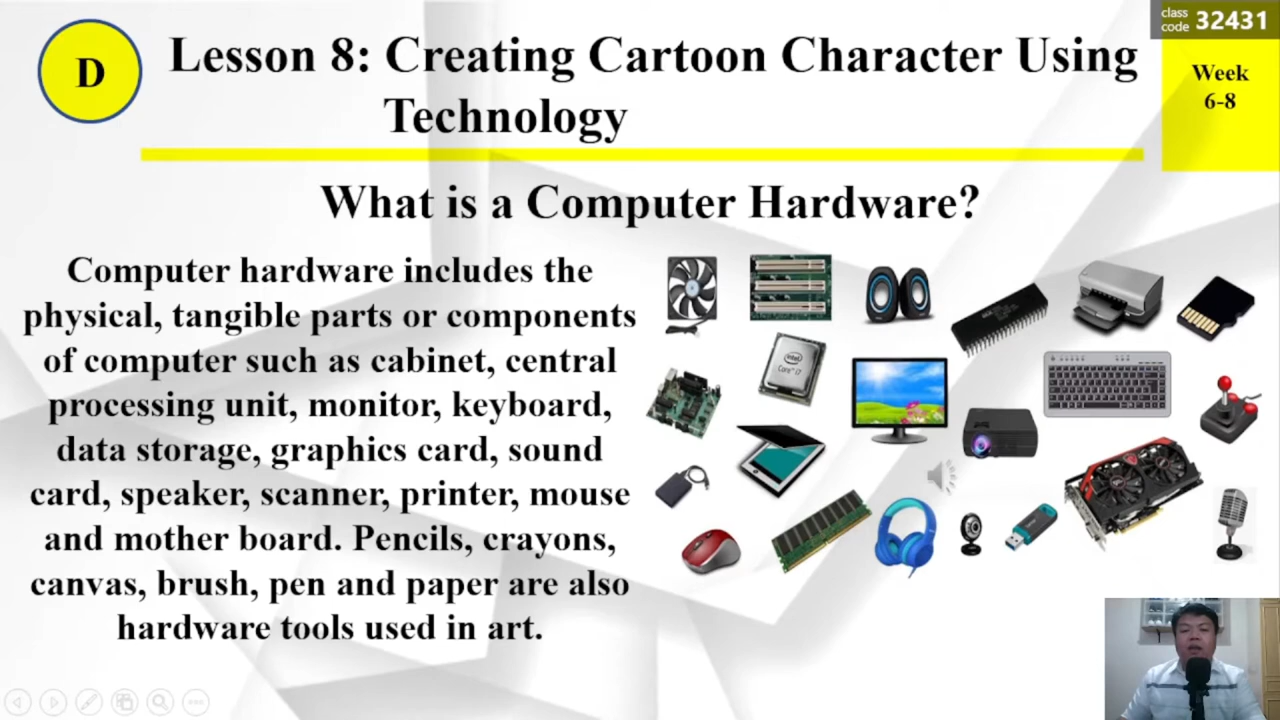 class
code 32431
D
Lesson 8: Creating Cartoon Character Using
Technology
Week
6-8
What is a Computer Hardware?
Computer hardware includes the
physical, tangible parts or components
of computer such as cabinet, central
processing unit, monitor, keyboard,
data storage, graphics card, sound
card, speaker, scanner, printer, mouse
and mother board. Pencils, crayons,
canvas, brush, pen and paper are also
hardware tools used in art.
intel
Core i7